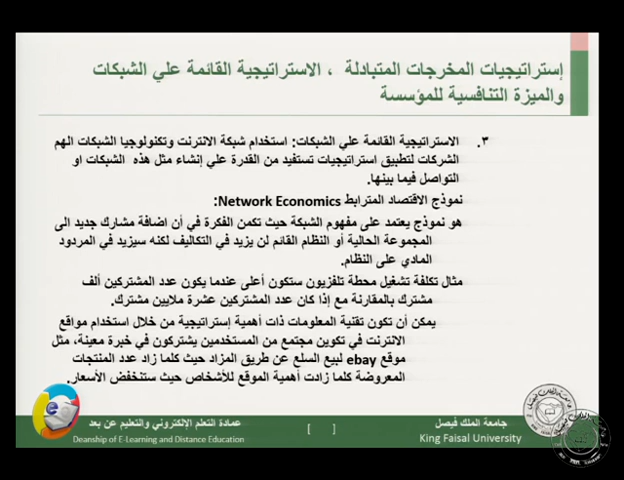 إستراتيجيات المخرجات المتبادلة ، الاستراتيجية القائمة علي الشبكات
والميزة التنافسية للمؤسسة
٣. الاستراتيجية القائمة علي الشبكات: استخدام شبكة الانترنت وتكنولوجيا الشبكات الهم
الشركات لتطبيق استراتيجيات تستفيد من القدرة علي إنشاء مثل هذه الشبكات او
التواصل فيما بينها.
نموذج الاقتصاد المترابط Network Economics:
هو نموذج يعتمد على مفهوم الشبكة حيث تكمن الفكرة في أن اضافة مشارك جديد الى
المجموعة الحالية أو النظام القائم لن يزيد في التكاليف لكنه سيزيد في المردود
المادي على النظام.
مثال تكلفة تشغيل محطة تلفزيون ستكون أعلى عندما يكون عدد المشتركين ألف
مشترك بالمقارنة مع إذا كان عدد المشتركين عشرة ملايين مشترك.
يمكن أن تكون تقنية المعلومات ذات أهمية إستراتيجية من خلال استخدام مواقع
الانترنت في تكوين مجتمع من المستخدمين يشتركون في خبرة معينة، مثل
موقع ebay لبيع السلع عن طريق المزاد حيث كلما زاد عدد المنتجات
المعروضة كلما زادت أهمية الموقع للأشخاص حيث ستنخفض الأسعار.
جامعة الملك فيصل
King Faisal University
[ ]
عمادة التعلم الإلكتروني والتعليم عن بعد
Deanship of E-Learning and Distance Education